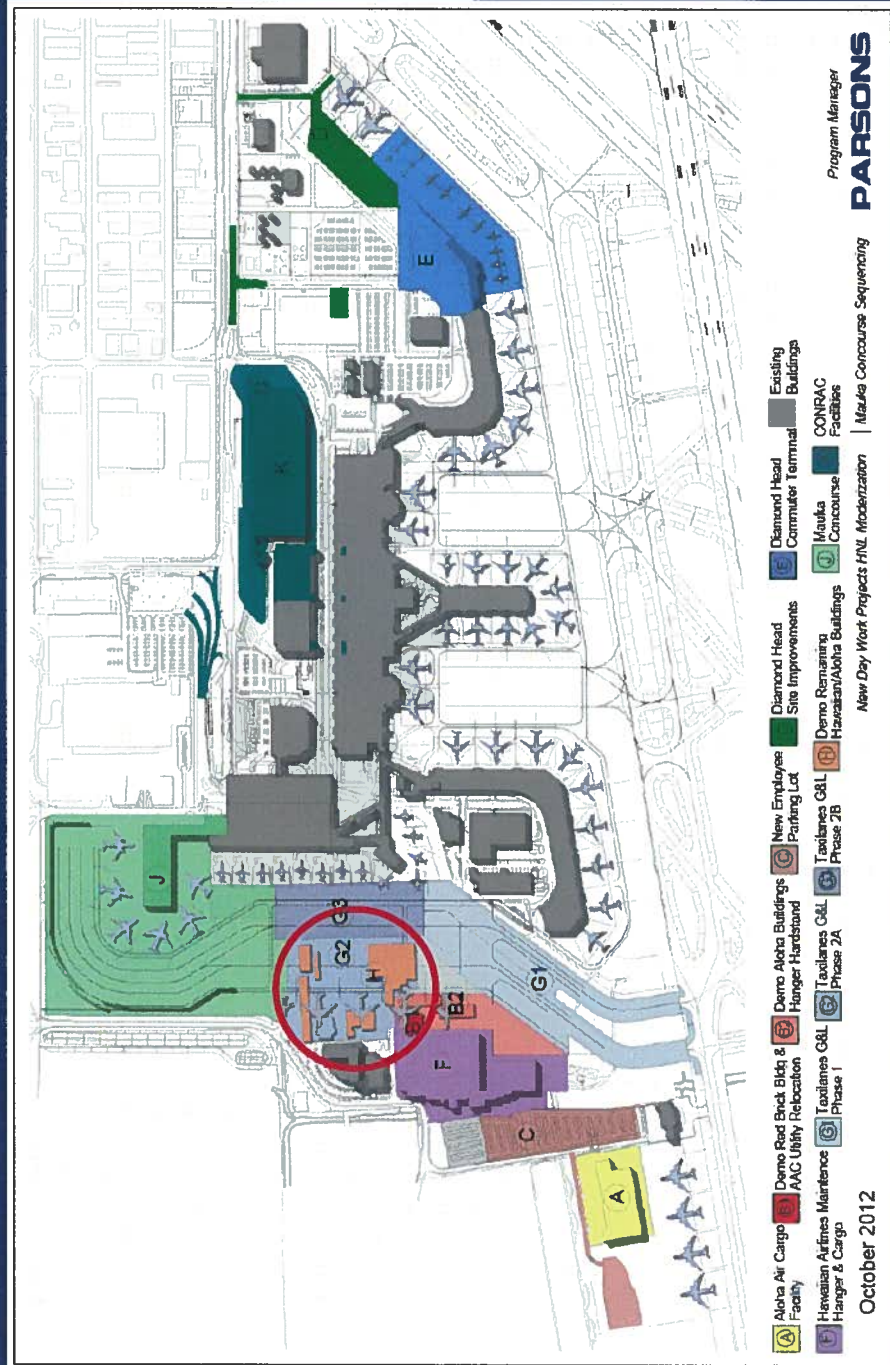 J
K
E
G3
G2
H
B2
G1
F
C
A
A Aloha Air Cargo Facility
Demo Red Brick Bldg & AAC Utility Relocation
Demo Aloha Buildings Hanger Hardstand
C New Employee Parking Lot
Diamond Head Site Improvements
E Diamond Head Commuter Terminal
Existing Buildings
F Hawaiian Airlines Maintence Hanger & Cargo
Taxilanes G&L Phase 1
Taxilanes G&L Phase 2A
Taxilanes G&L Phase 2B
H Demo Remaining Hawaiian/Aloha Buildings
J Mauka Concourse
CONRAC Facilities
October 2012
New Day Work Projects HNL Moderization | Mauka Concourse Sequencing
Program Manager
PARSONS